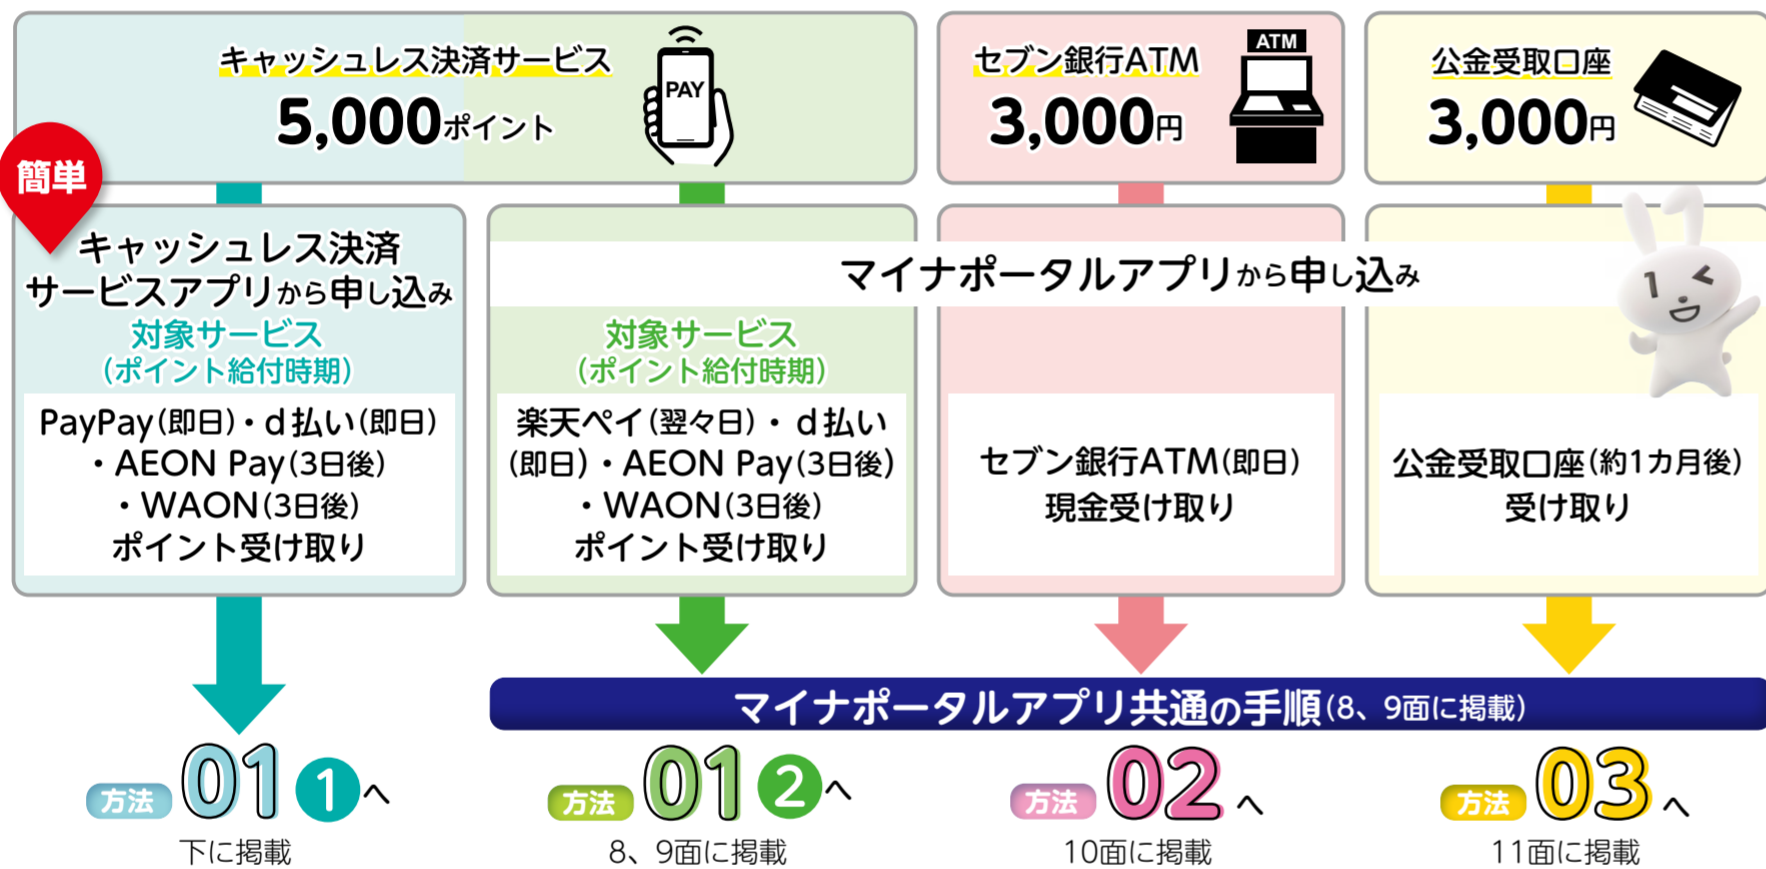 キャッシュレス決済サービス
5,000ポイント
PAY
セブン銀行ATM
3,000円
ATM
公金受取口座
3,000円
簡単
キャッシュレス決済
サービスアプリから申し込み
対象サービス
(ポイント給付時期)
PayPay(即日)・d払い(即日)
・AEON Pay(3日後)
・WAON(3日後)
ポイント受け取り
マイナポータルアプリから申し込み
対象サービス
(ポイント給付時期)
楽天ペイ(翌々日)・d払い
(即日)・AEON Pay(3日後)
・WAON(3日後)
ポイント受け取り
セブン銀行ATM(即日)
現金受け取り
公金受取口座(約1カ月後)
受け取り
マイナポータルアプリ共通の手順(8、9面に掲載)
方法 01 1へ
下に掲載
方法 01 2へ
8、9面に掲載
方法 02へ
10面に掲載
方法 03へ
11面に掲載